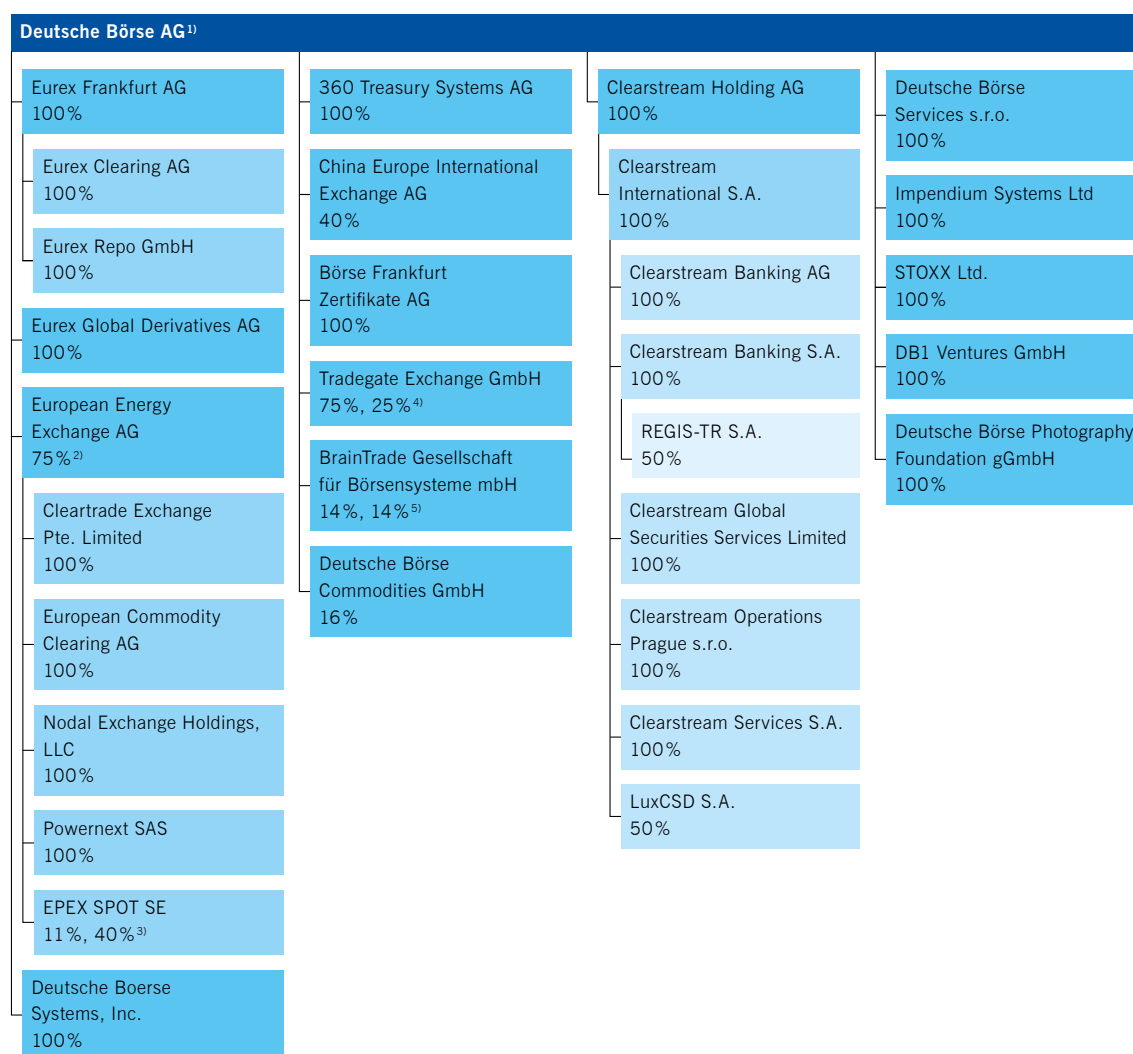 Deutsche Börse AG1)
Eurex Frankfurt AG
100%
Eurex Clearing AG
100%
Eurex Repo GmbH
100%
Eurex Global Derivatives AG
100%
European Energy
Exchange AG
75%2)
Cleartrade Exchange
Pte. Limited
100%
European Commodity
Clearing AG
100%
Nodal Exchange Holdings,
LLC
100%
Powernext SAS
100%
EPEX SPOT SE
11%, 40%3)
Deutsche Boerse
Systems, Inc.
100%
360 Treasury Systems AG
100%
China Europe International
Exchange AG
40%
Börse Frankfurt
Zertifikate AG
100%
Tradegate Exchange GmbH
75%, 25%4)
BrainTrade Gesellschaft
für Börsensysteme mbH
14%, 14%5)
Deutsche Börse
Commodities GmbH
16%
Clearstream Holding AG
100%
Clearstream
International S.A.
100%
Clearstream Banking AG
100%
Clearstream Banking S.A.
100%
REGIS-TR S.A.
50%
Clearstream Global
Securities Services Limited
100%
Clearstream Operations
Prague s.r.o.
100%
Clearstream Services S.A.
100%
LuxCSD S.A.
50%
Deutsche Börse
Services s.r.o.
100%
Impendium Systems Ltd
100%
STOXX Ltd.
100%
DB1 Ventures GmbH
100%
Deutsche Börse Photography
Foundation gGmbH
100%